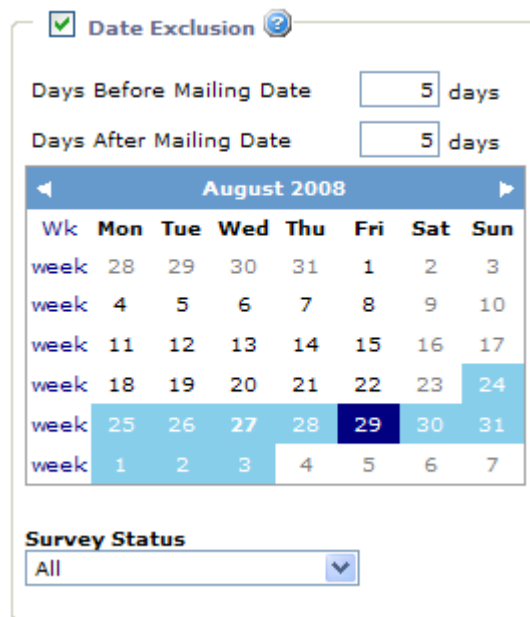 Date Exclusion ?
Days Before Mailing Date 5 days
Days After Mailing Date 5 days
August 2008
Wk Mon Tue Wed Thu Fri Sat Sun
week 28 29 30 31 1 2 3
week 4 5 6 7 8 9 10
week 11 12 13 14 15 16 17
week 18 19 20 21 22 23 24
week 25 26 27 28 29 30 31
week 1 2 3 4 5 6 7
Survey Status
All